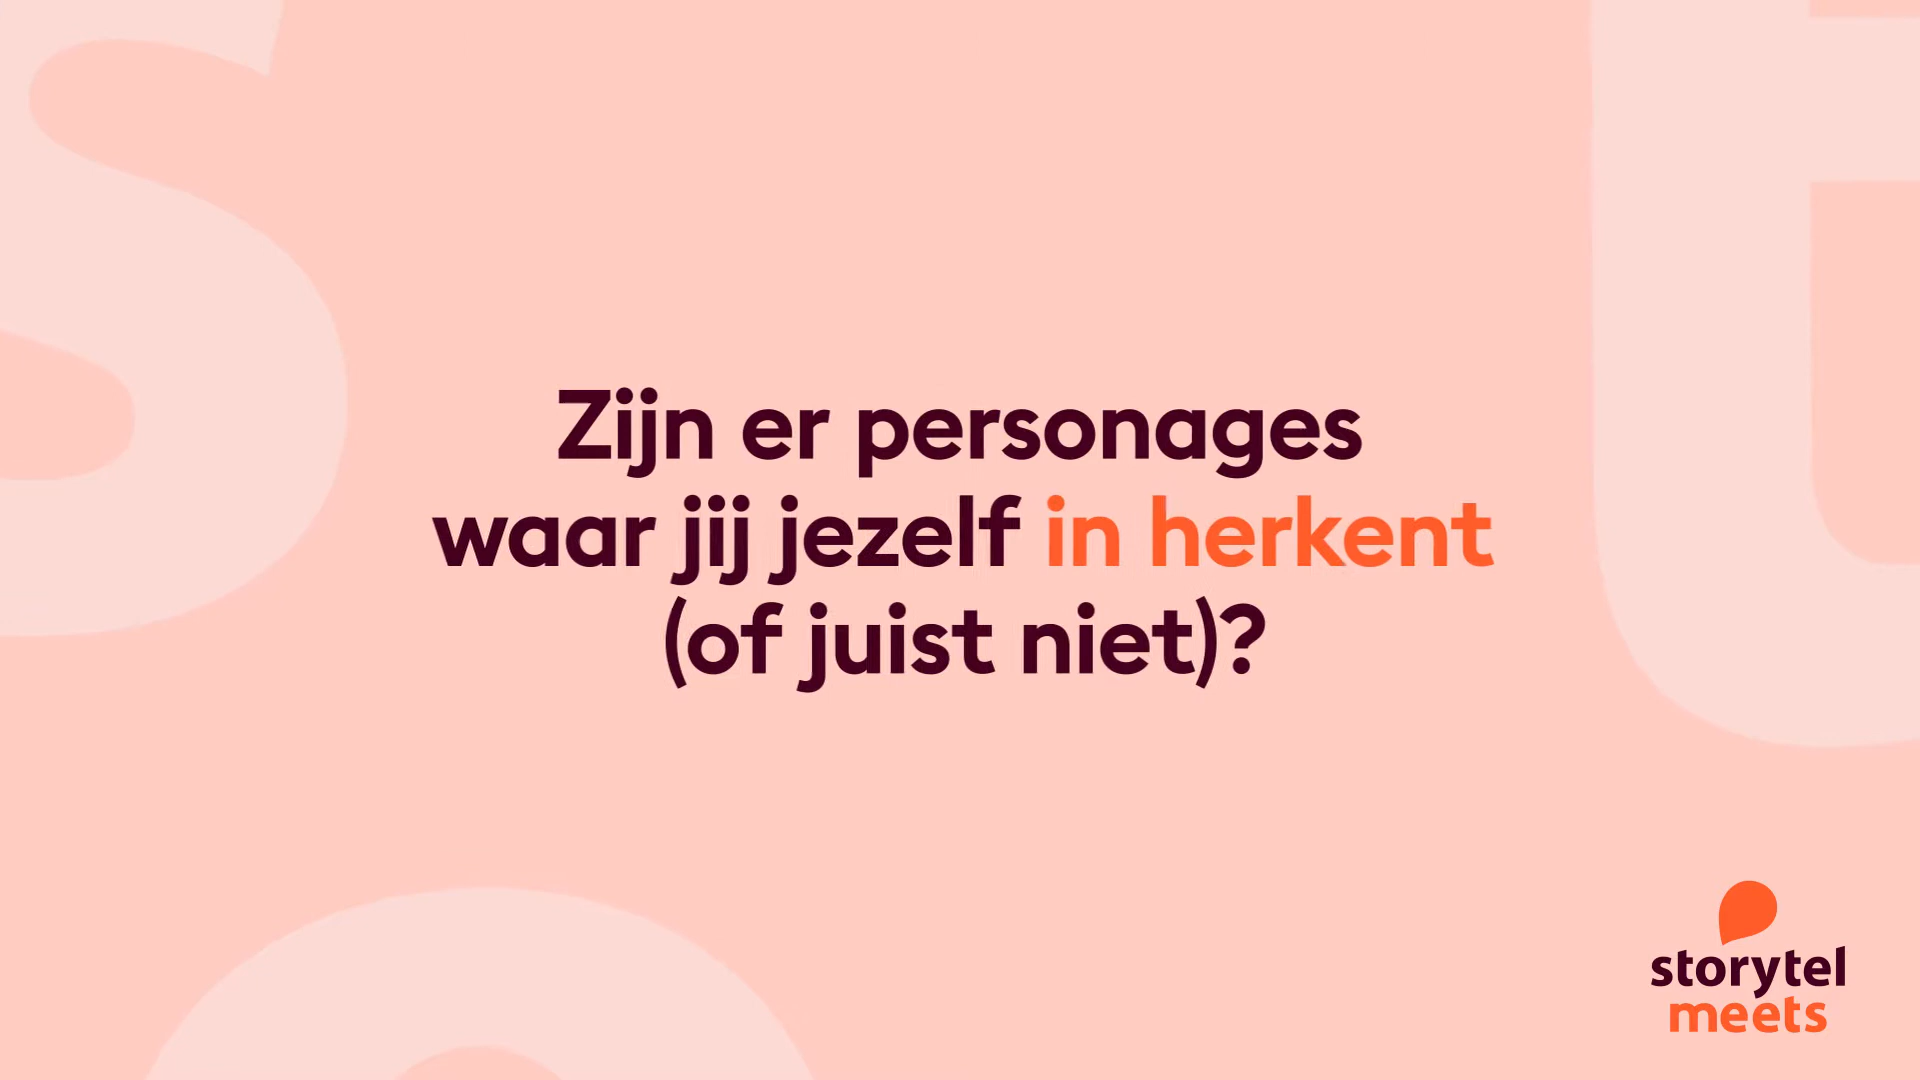 Zijn er personages
waar jij jezelf in herkent
(of juist niet)?
storytel
meets